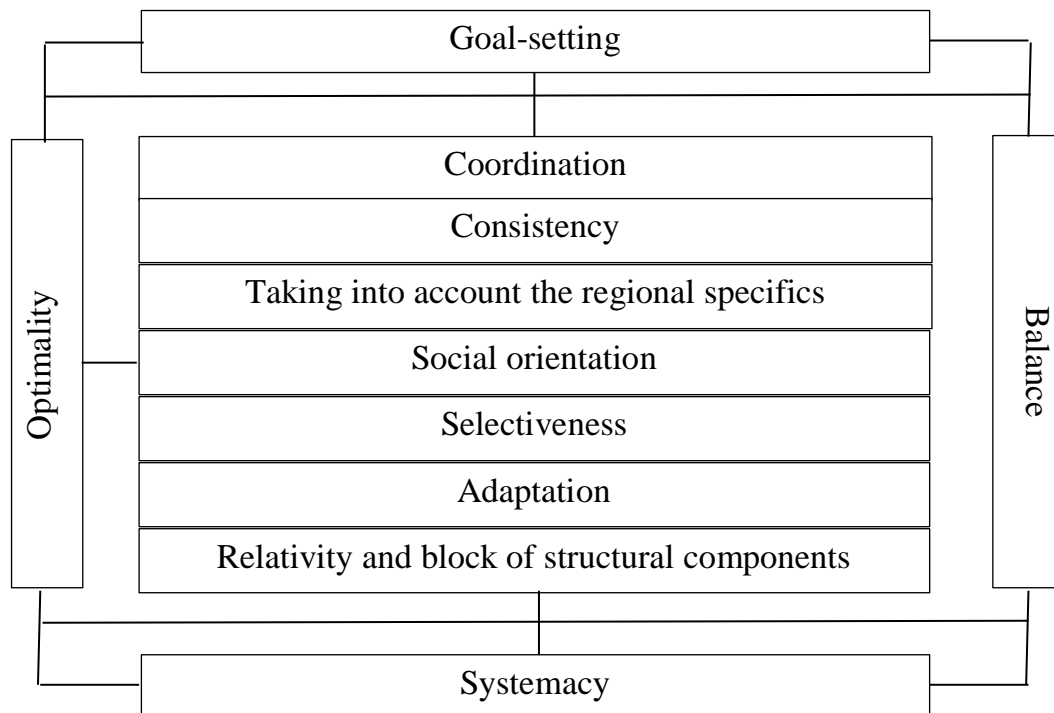 Goal-setting
Optimality
Coordination
Consistency
Taking into account the regional specifics
Social orientation
Selectiveness
Adaptation
Relativity and block of structural components
Balance
Systemacy